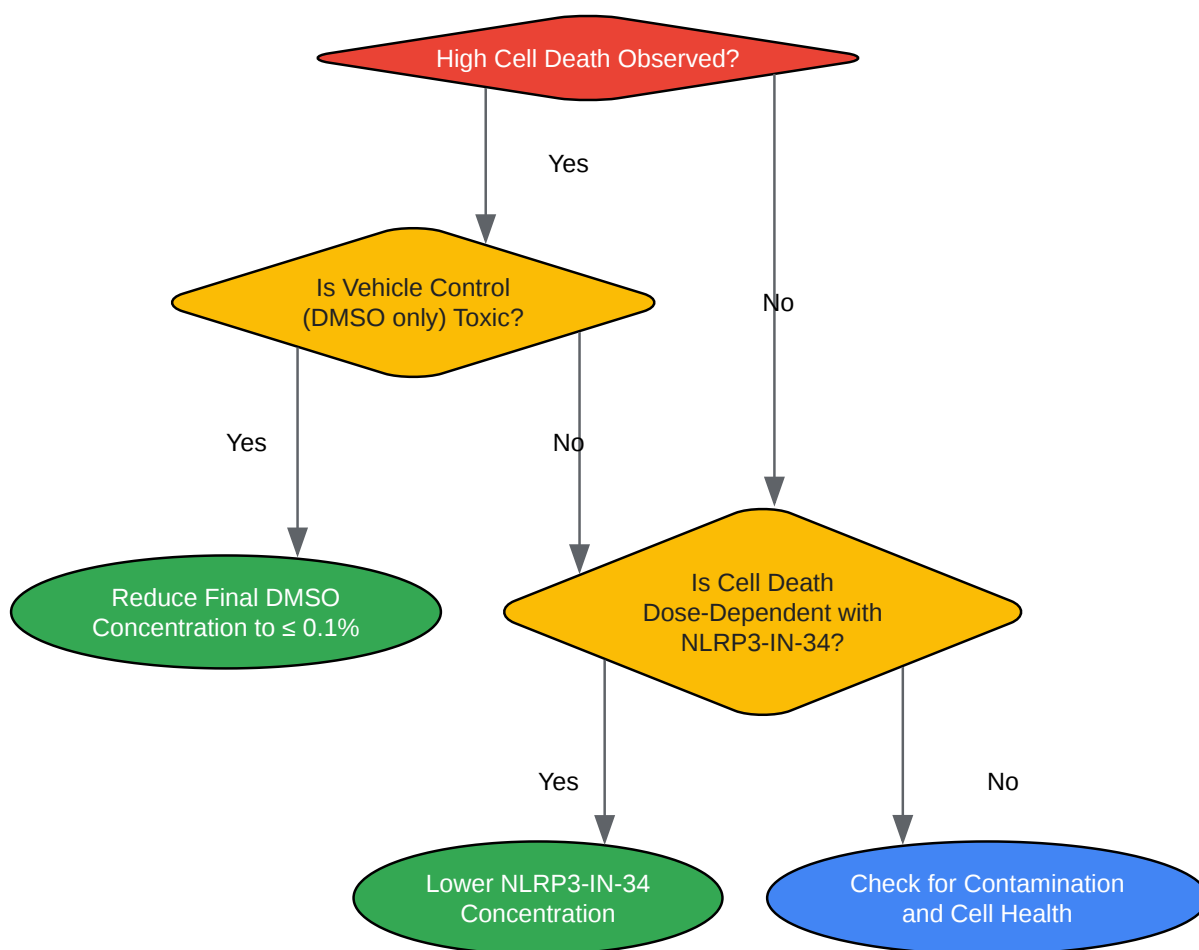 High Cell Death Observed?
Yes
Is Vehicle Control
(DMSO only) Toxic?
No
Yes
No
Reduce Final DMSO
Concentration to ≤ 0.1%
Is Cell Death
Dose-Dependent with
NLRP3-IN-34?
Yes
No
Lower NLRP3-IN-34
Concentration
Check for Contamination
and Cell Health